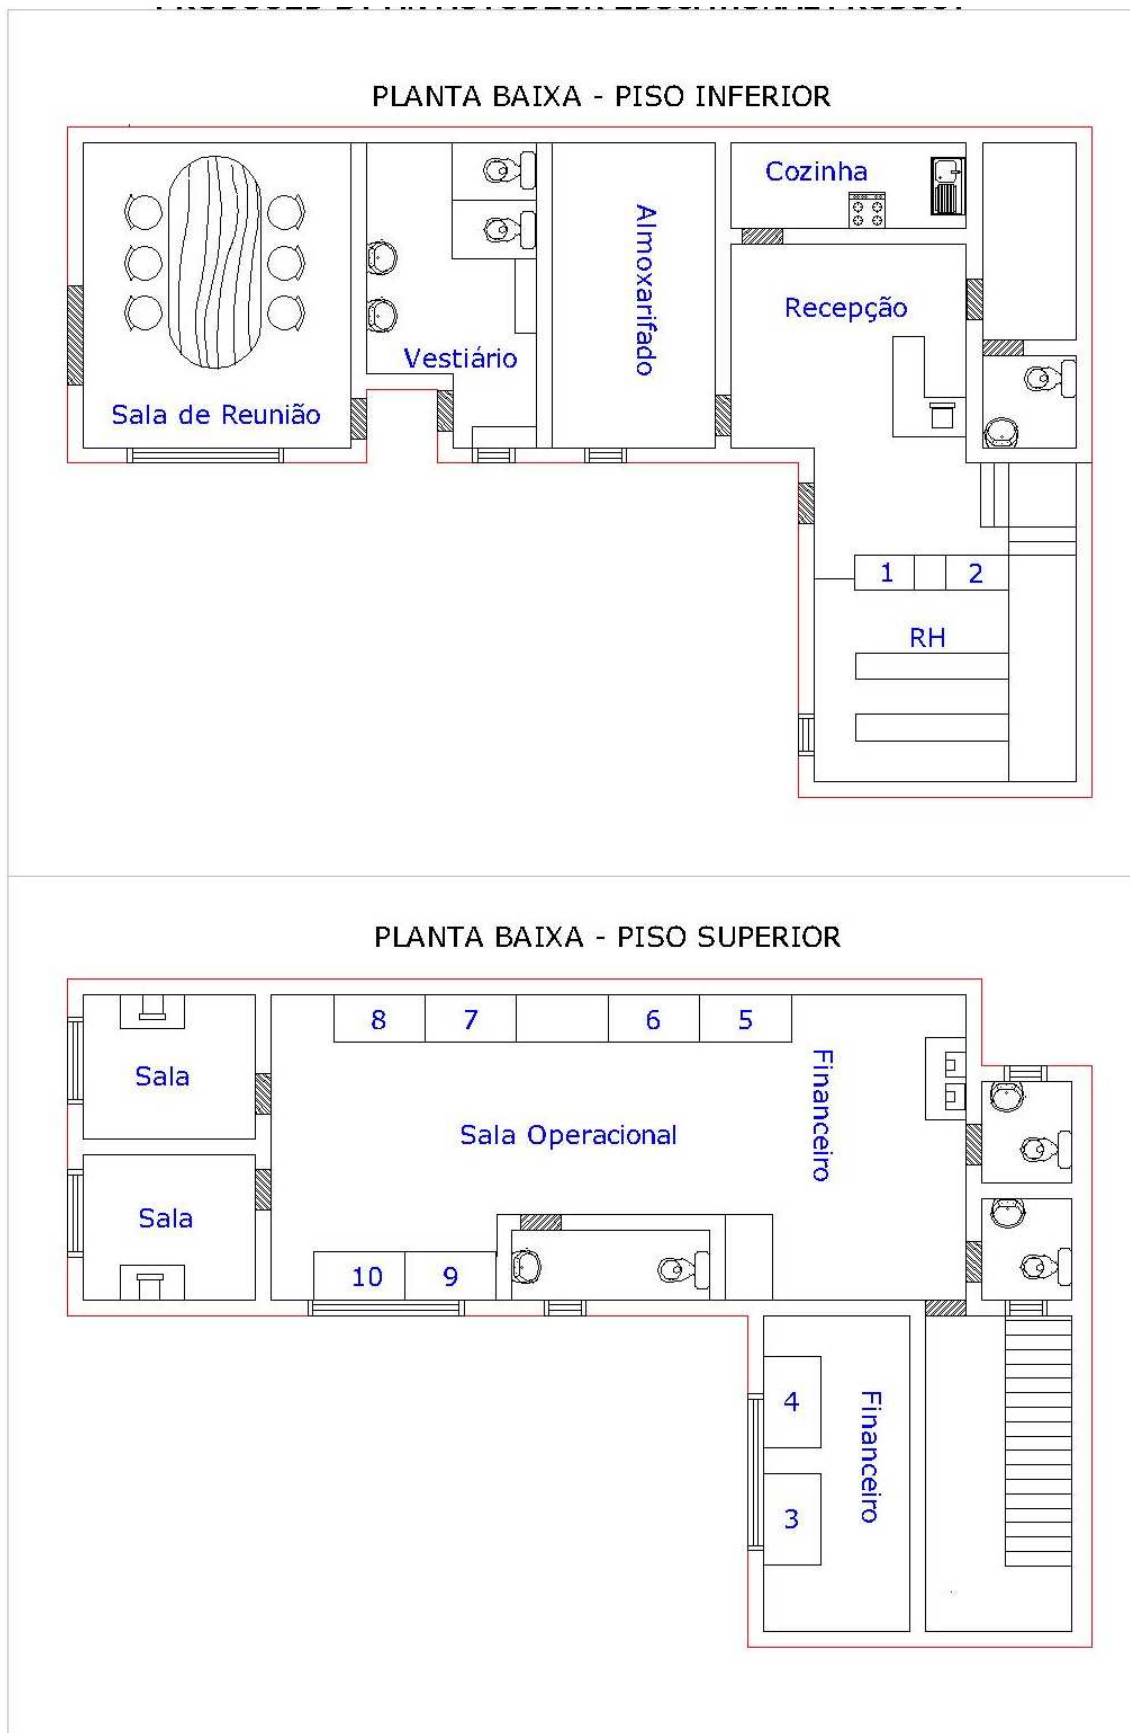 PLANTA BAIXA - PISO INFERIOR
Cozinha
Almoxarifado
Recepção
Vestiário
Sala de Reunião
1
2
RH
PLANTA BAIXA - PISO SUPERIOR
8
7
6
5
Financeiro
Sala
Sala Operacional
Sala
10
9
4
Financeiro
3